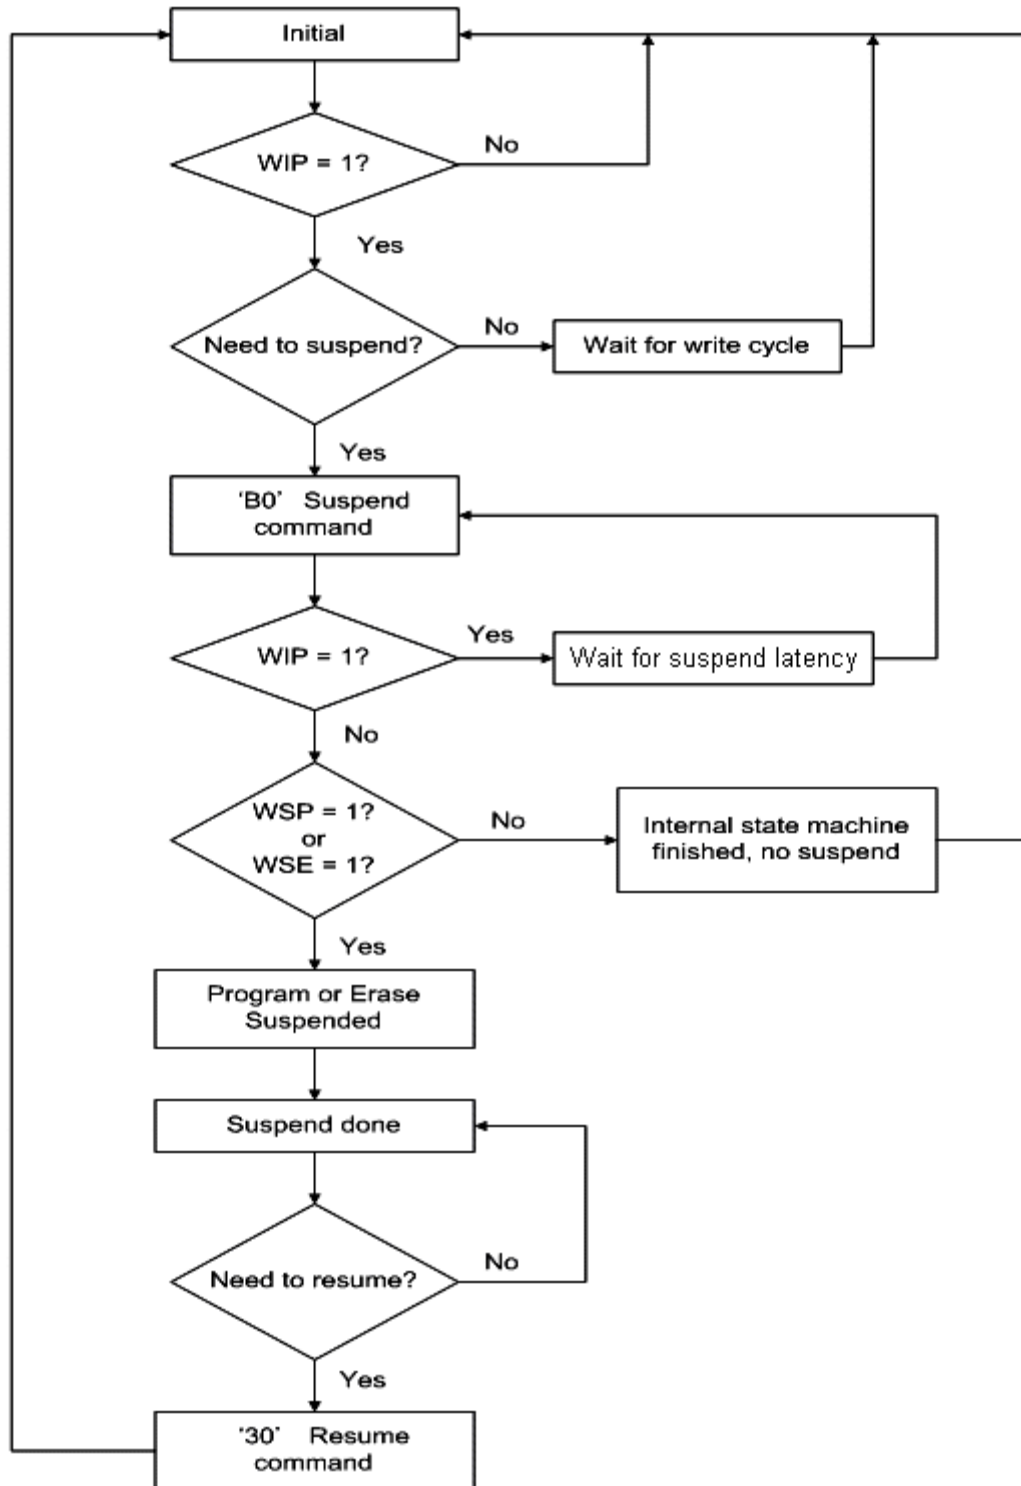 Initial
WIP = 1?
No
Yes
Need to suspend?
No
Wait for write cycle
Yes
'B0' Suspend
command
WIP = 1?
Yes
Wait for suspend latency
No
WSP = 1?
or
WSE = 1?
No
Internal state machine
finished, no suspend
Yes
Program or Erase
Suspended
Suspend done
Need to resume?
No
Yes
'30' Resume
command